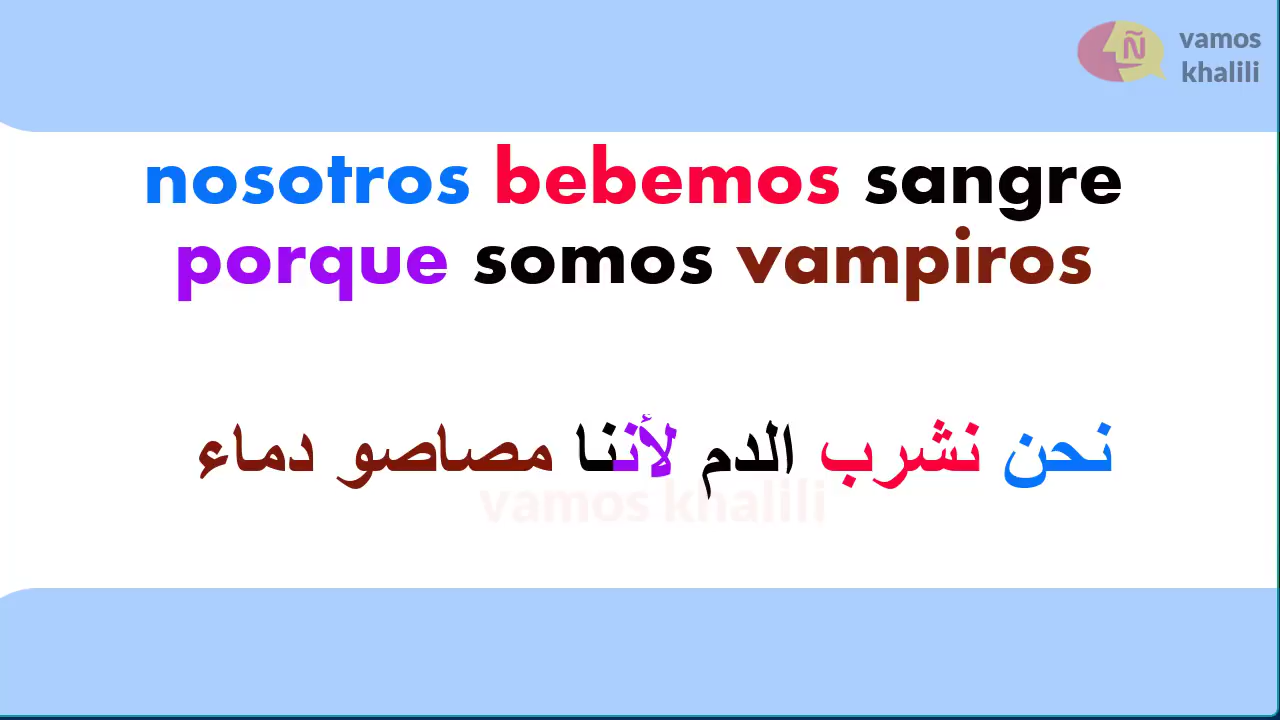 vamos
khalili
nosotros bebemos sangre
porque somos vampiros
نحن نشرب الدم لأننا مصاصو دماء
vamos khalili